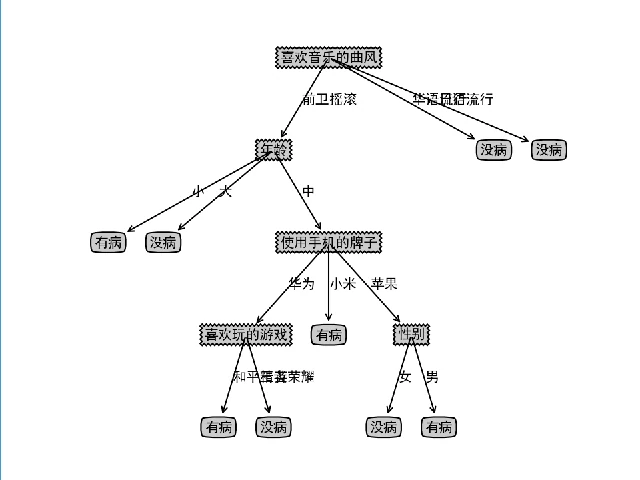 喜欢音乐的曲风
前卫摇滚
华语流行
年龄
没病
没病
小
大
中
有病
没病
使用手机的牌子
华为
小米
苹果
喜欢玩的游戏
有病
性别
和平精英
王者荣耀
女
男
有病
没病
没病
有病